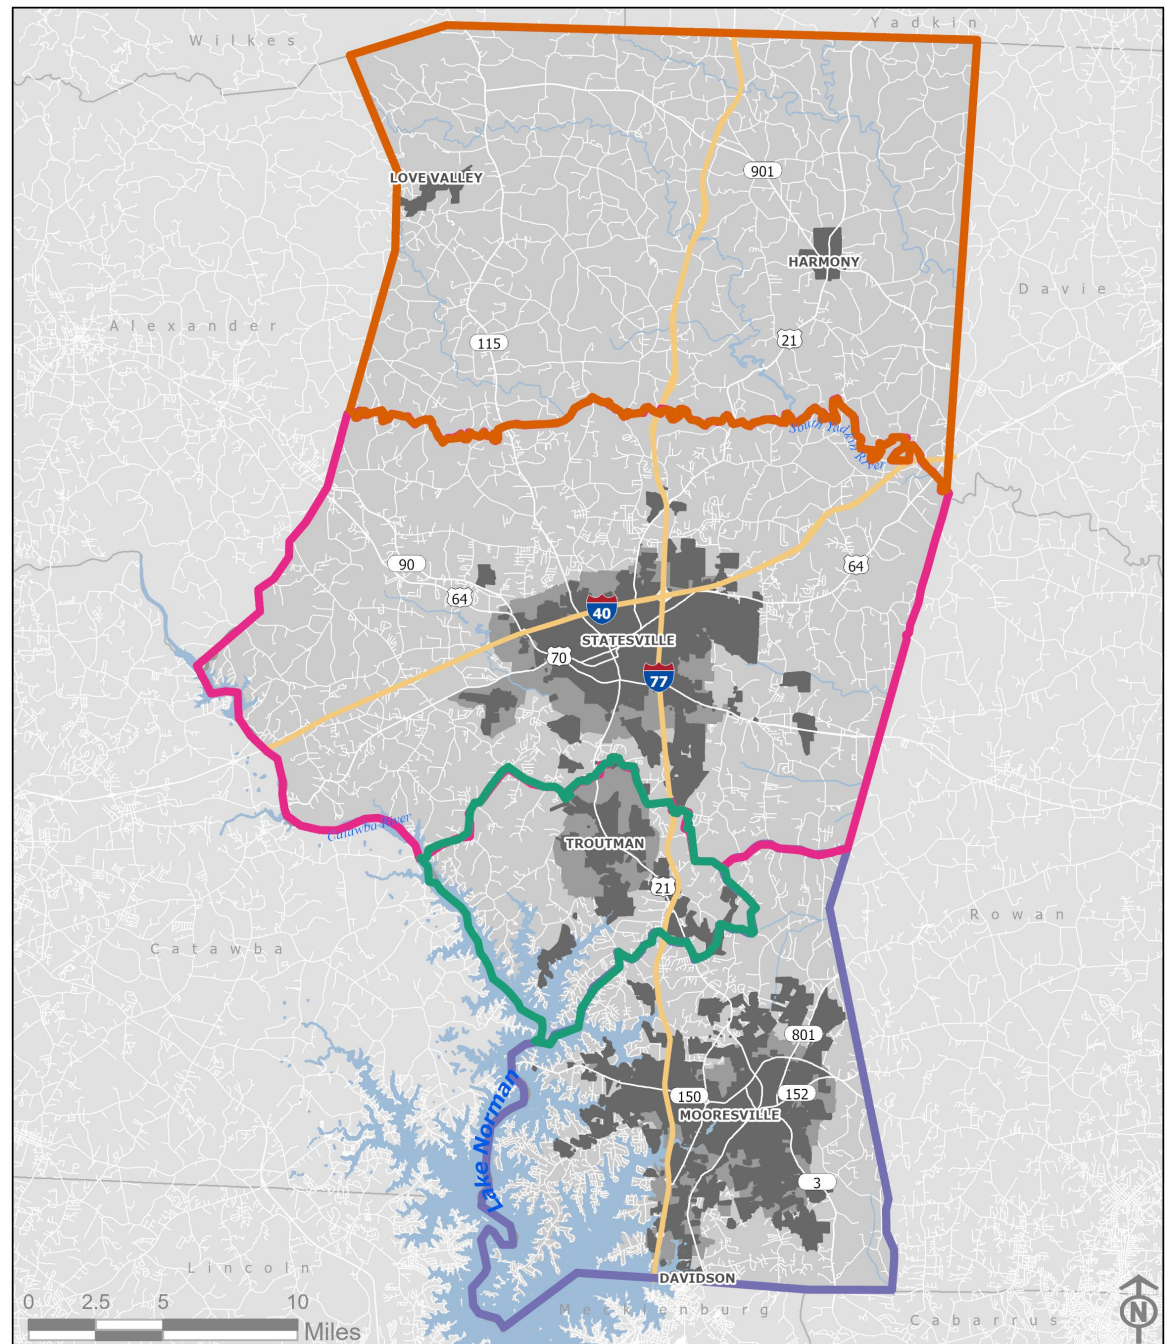 Yadkin
Wilkes
901
LOVE VALLEY
HARMONY
Davie
Alexander
115
21
South Yadkin River
90
64
64
40
STATESVILLE
70
77
Catawba River
TROUTMAN
21
Rowan
Catawba
801
150
152
MOORESVILLE
Lake Norman
3
Lincoln
DAVIDSON
Mecklenburg
Cabarrus
0 2.5 5 10
Miles
N